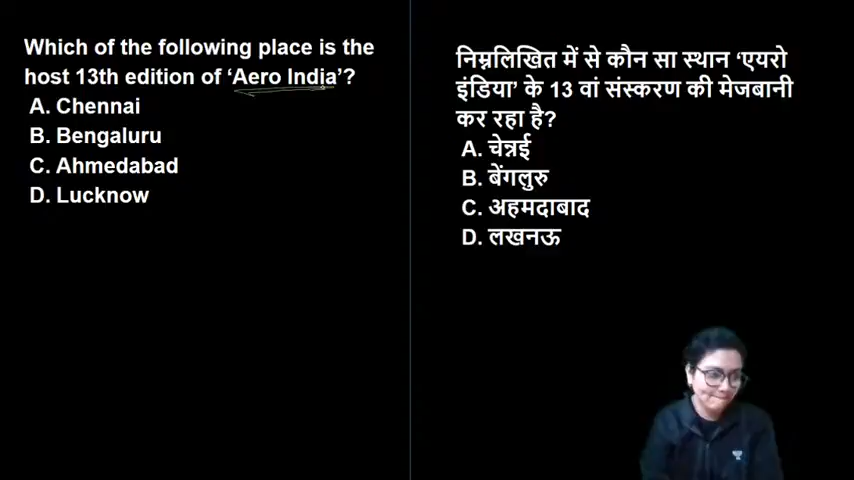 Which of the following place is the
host 13th edition of ‘Aero India’?
A. Chennai
B. Bengaluru
C. Ahmedabad
D. Lucknow
निम्नलिखित में से कौन सा स्थान ‘एयरो
इंडिया’ के 13 वां संस्करण की मेजबानी
कर रहा है?
A. चेन्नई
B. बेंगलुरु
C. अहमदाबाद
D. लखनऊ